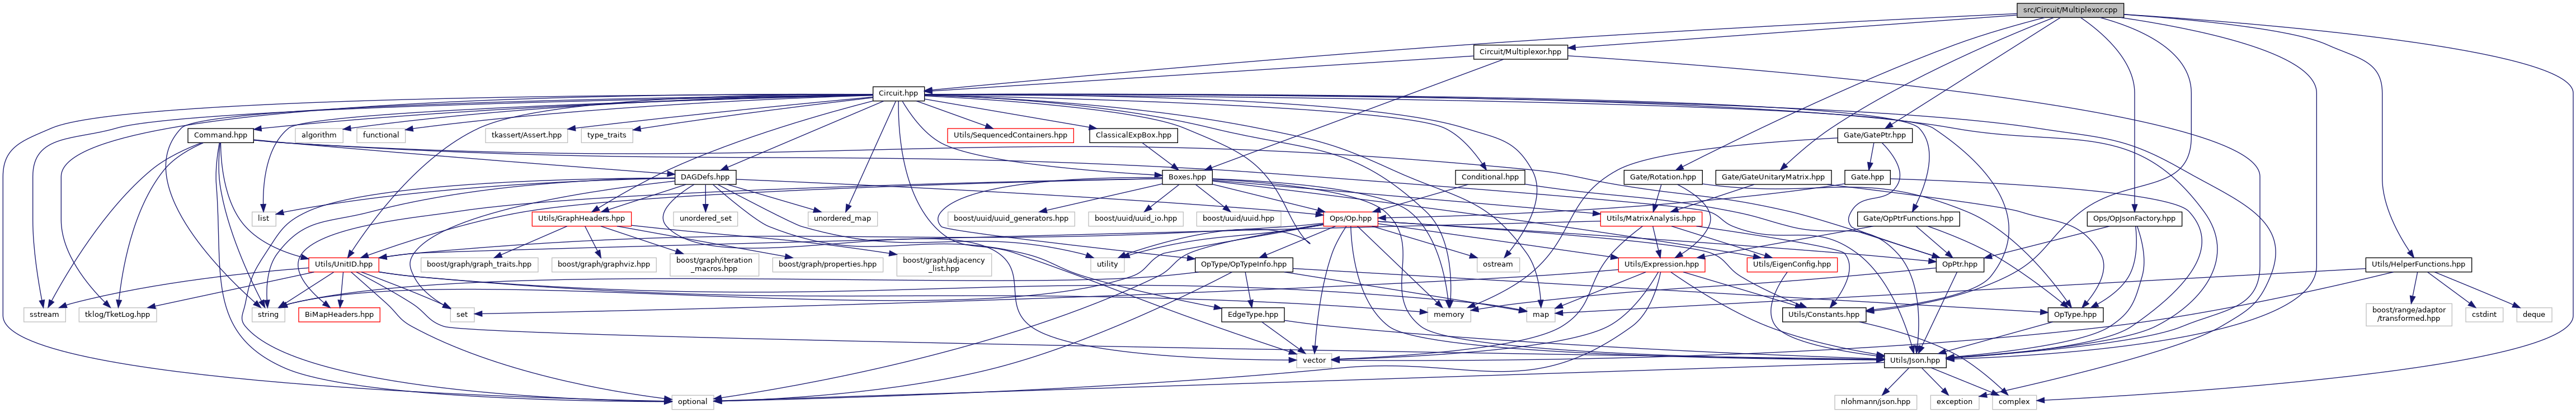 src/Circuit/Multiplexor.cpp
Circuit/Multiplexor.hpp
Circuit.hpp
Command.hpp
algorithm
functional
tkassert/Assert.hpp
type_traits
Utils/SequencedContainers.hpp
ClassicalExpBox.hpp
Gate/GatePtr.hpp
DAGDefs.hpp
Boxes.hpp
Conditional.hpp
Gate/Rotation.hpp
Gate/GateUnitaryMatrix.hpp
Gate.hpp
list
Utils/GraphHeaders.hpp
unordered_set
unordered_map
boost/uuid/uuid_generators.hpp
boost/uuid/uuid_io.hpp
boost/uuid/uuid.hpp
Ops/Op.hpp
Utils/MatrixAnalysis.hpp
Gate/OpPtrFunctions.hpp
Ops/OpJsonFactory.hpp
Utils/UnitID.hpp
boost/graph/graph_traits.hpp
boost/graph/graphviz.hpp
boost/graph/iteration
_macros.hpp
boost/graph/properties.hpp
boost/graph/adjacency
_list.hpp
utility
OpType/OpTypeInfo.hpp
ostream
Utils/Expression.hpp
Utils/EigenConfig.hpp
OpPtr.hpp
Utils/HelperFunctions.hpp
sstream
tklog/TketLog.hpp
string
BiMapHeaders.hpp
set
EdgeType.hpp
memory
map
Utils/Constants.hpp
OpType.hpp
boost/range/adaptor
/transformed.hpp
cstdint
deque
vector
Utils/Json.hpp
optional
nlohmann/json.hpp
exception
complex